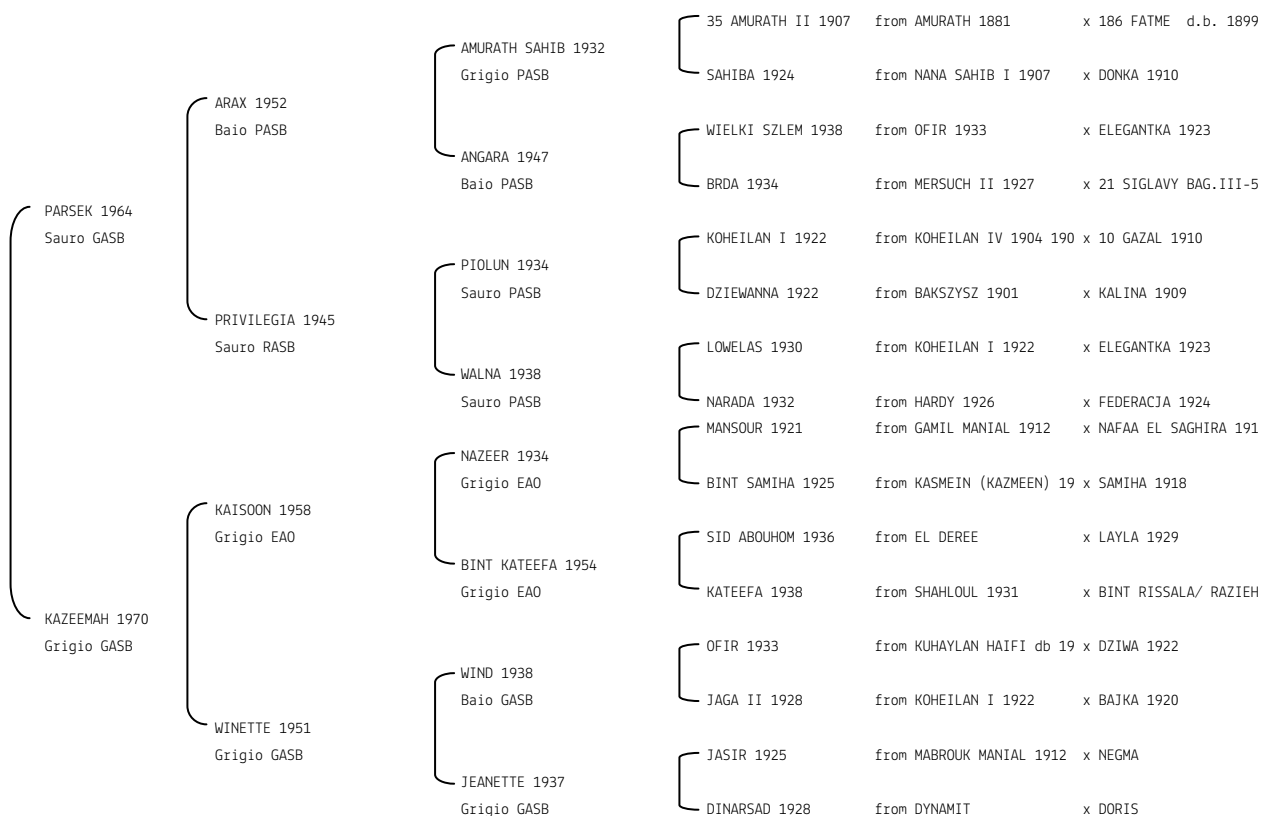 35 AMURATH II 1907 from AMURATH 1881 x 186 FATME d.b. 1899
AMURATH SAHIB 1932
Grigio PASB
SAHIBA 1924 from NANA SAHIB I 1907 x DONKA 1910
ARAX 1952
Baio PASB
WIELKI SZLEM 1938 from OFIR 1933 x ELEGANTKA 1923
ANGARA 1947
Baio PASB
BRDA 1934 from MERSUCH II 1927 x 21 SIGLAVY BAG.III-5
PARSEK 1964
Sauro GASB
KOHEILAN I 1922 from KOHEILAN IV 1904 190 x 10 GAZAL 1910
PIOLUN 1934
Sauro PASB
DZIEWANNA 1922 from BAKSZYSZ 1901 x KALINA 1909
PRIVILEGIA 1945
Sauro RASB
LOWELAS 1930 from KOHEILAN I 1922 x ELEGANTKA 1923
WALNA 1938
Sauro PASB
NARADA 1932 from HARDY 1926 x FEDERACJA 1924
MANSOUR 1921 from GAMIL MANIAL 1912 x NAFAA EL SAGHIRA 191
NAZEER 1934
Grigio EAO
BINT SAMIHA 1925 from KASMEIN (KAZMEEN) 19 x SAMIHA 1918
KAISOON 1958
Grigio EAO
SID ABOUHOM 1936 from EL DEREE x LAYLA 1929
BINT KATEEFA 1954
Grigio EAO
KATEEFA 1938 from SHAHLOUL 1931 x BINT RISSALA/ RAZIEH
KAZEEMAH 1970
Grigio GASB
OFIR 1933 from KUHAYLAN HAIFI db 19 x DZIWA 1922
WIND 1938
Baio GASB
JAGA II 1928 from KOHEILAN I 1922 x BAJKA 1920
WINETTE 1951
Grigio GASB
JASIR 1925 from MABROUK MANIAL 1912 x NEGMA
JEANETTE 1937
Grigio GASB
DINARSAD 1928 from DYNAMIT x DORIS